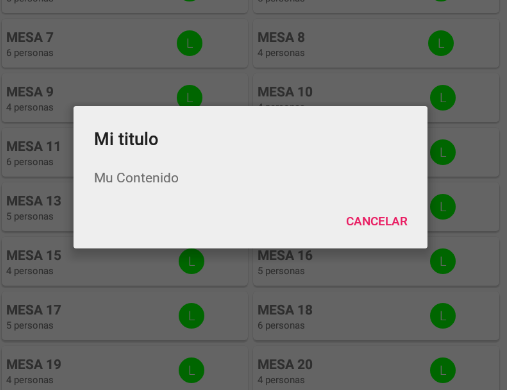 MESA 7
6 personas
L
MESA 8
4 personas
L
MESA 9
4 personas
L
MESA 10
4 personas
L
MESA 11
6 personas
L
Mi titulo
Mu Contenido
CANCELAR
MESA 13
5 personas
L
MESA 15
4 personas
L
MESA 16
5 personas
L
MESA 17
5 personas
L
MESA 18
6 personas
L
MESA 19
4 personas
L
MESA 20
4 personas
L